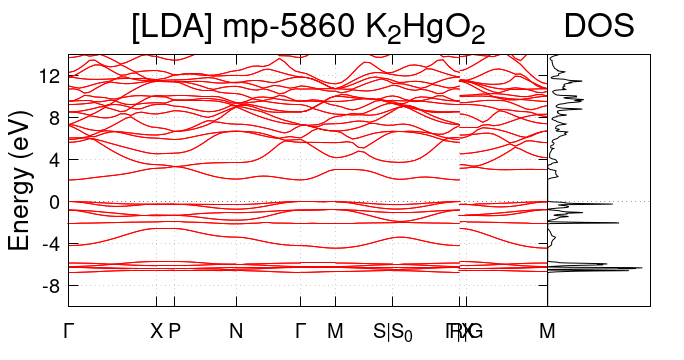 [LDA] mp-5860 K₂HgO₂ DOS
Energy (eV)
12
8
4
0
-4
-8
Γ X P N Γ M S|S₀ Γ|R|X|G M